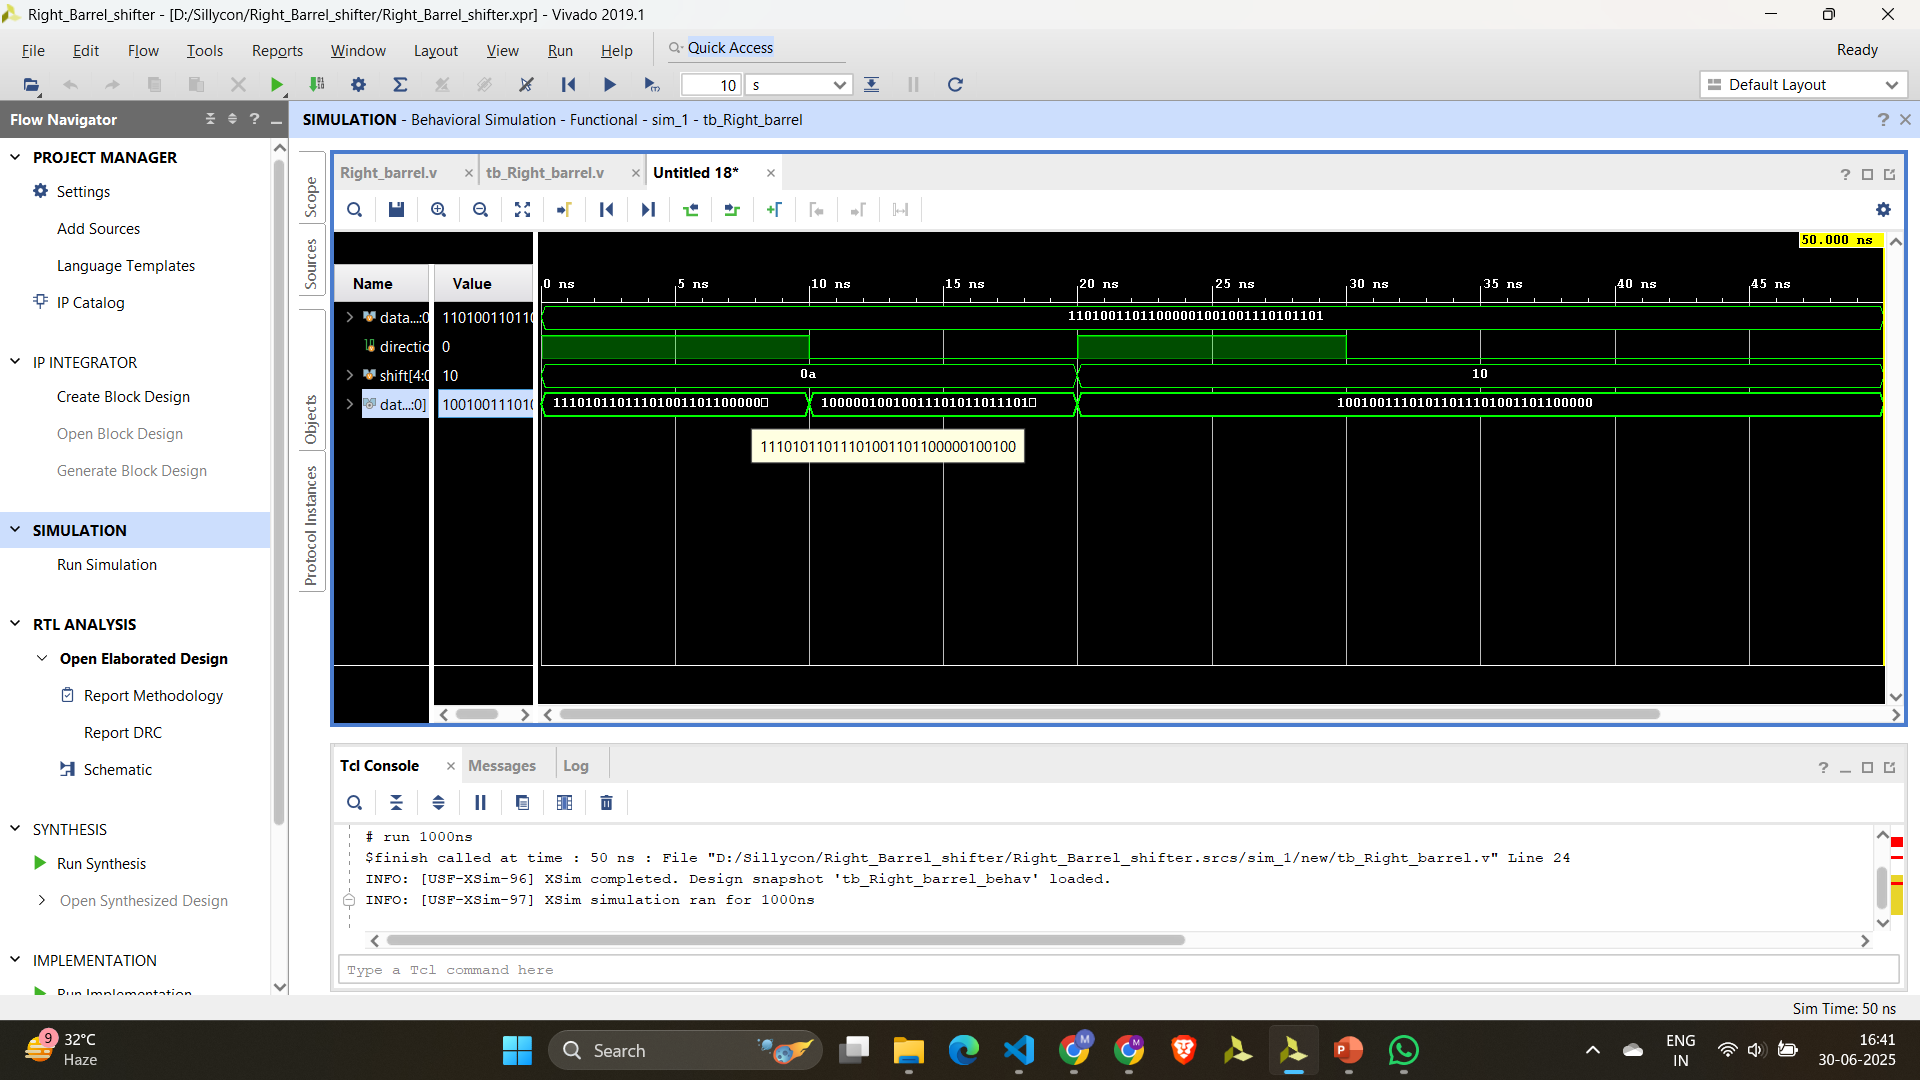 Right_Barrel_shifter - [D:/Sillycon/Right_Barrel_shifter/Right_Barrel_shifter.xpr] - Vivado 2019.1
File Edit Flow Tools Reports Window Layout View Run Help Quick Access Ready
10 s Default Layout
Flow Navigator
SIMULATION - Behavioral Simulation - Functional - sim_1 - tb_Right_barrel
PROJECT MANAGER
Settings
Add Sources
Language Templates
IP Catalog
IP INTEGRATOR
Create Block Design
Open Block Design
Generate Block Design
SIMULATION
Run Simulation
RTL ANALYSIS
Open Elaborated Design
Report Methodology
Report DRC
Schematic
SYNTHESIS
Run Synthesis
Open Synthesized Design
IMPLEMENTATION
Run Implementation
Scope
Sources
Objects
Protocol Instances
Right_barrel.v tb_Right_barrel.v Untitled 18*
50.000 ns
Name Value 0 ns 5 ns 10 ns 15 ns 20 ns 25 ns 30 ns 35 ns 40 ns 45 ns
data...:0 110100110110 11010011011000001001001110101101
directio 0
shift[4:0 10 0a 10
dat...:0] 100100111010 1110101101110100110110000 10000010010011101011011101 10010011101011011101001101100000
11101011011101001101100000100100
Tcl Console Messages Log
# run 1000ns
$finish called at time : 50 ns : File "D:/Sillycon/Right_Barrel_shifter/Right_Barrel_shifter.srcs/sim_1/new/tb_Right_barrel.v" Line 24
INFO: [USF-XSim-96] XSim completed. Design snapshot 'tb_Right_barrel_behav' loaded.
INFO: [USF-XSim-97] XSim simulation ran for 1000ns
Type a Tcl command here
Sim Time: 50 ns
9
32°C
Haze
Search
M
M
P
ENG
IN
16:41
30-06-2025